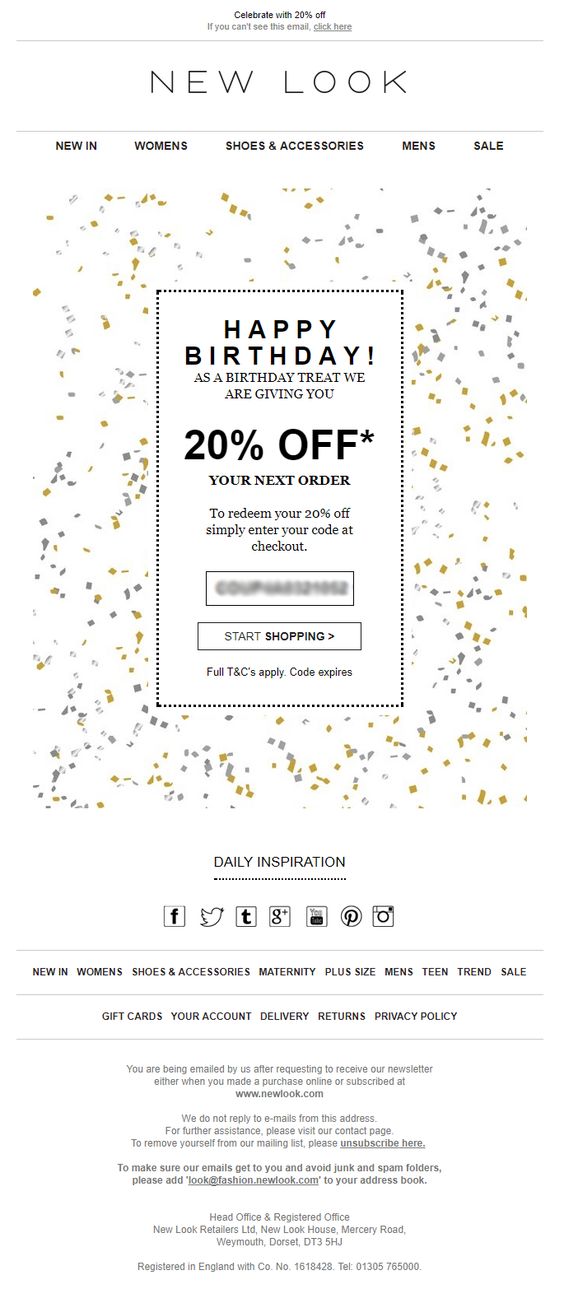 Celebrate with 20% off
If you can't see this email, click here
NEW LOOK
NEW IN WOMENS SHOES & ACCESSORIES MENS SALE
HAPPY
BIRTHDAY!
AS A BIRTHDAY TREAT WE
ARE GIVING YOU
20% OFF*
YOUR NEXT ORDER
To redeem your 20% off
simply enter your code at
checkout.
START SHOPPING >
Full T&C's apply. Code expires
DAILY INSPIRATION
f t g+ You Tube
NEW IN WOMENS SHOES & ACCESSORIES MATERNITY PLUS SIZE MENS TEEN TREND SALE
GIFT CARDS YOUR ACCOUNT DELIVERY RETURNS PRIVACY POLICY
You are being emailed by us after requesting to receive our newsletter
either when you made a purchase online or subscribed at
www.newlook.com
We do not reply to e-mails from this address.
For further assistance, please visit our contact page.
To remove yourself from our mailing list, please unsubscribe here.
To make sure our emails get to you and avoid junk and spam folders,
please add 'look@fashion.newlook.com' to your address book.
Head Office & Registered Office
New Look Retailers Ltd, New Look House, Mercery Road,
Weymouth, Dorset, DT3 5HJ
Registered in England with Co. No. 1618428. Tel: 01305 765000.